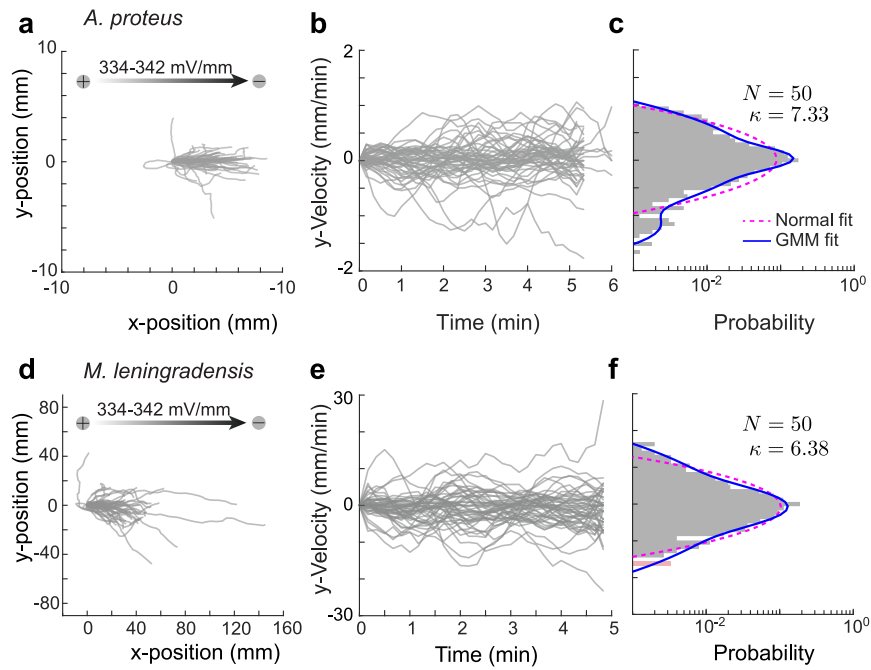 a A. proteus
b
c
10
0
-10
y-position (mm)
+ 334-342 mV/mm −
-10 0 -10
x-position (mm)
2
0
-2
y-Velocity (mm/min)
0 1 2 3 4 5 6
Time (min)
N = 50
κ = 7.33
Normal fit
GMM fit
10-2 100
Probability
d M. leningradensis
e
f
80
40
0
-40
-80
y-position (mm)
+ 334-342 mV/mm −
0 40 80 120 160
x-position (mm)
30
0
-30
y-Velocity (mm/min)
0 1 2 3 4 5
Time (min)
N = 50
κ = 6.38
10-2 100
Probability